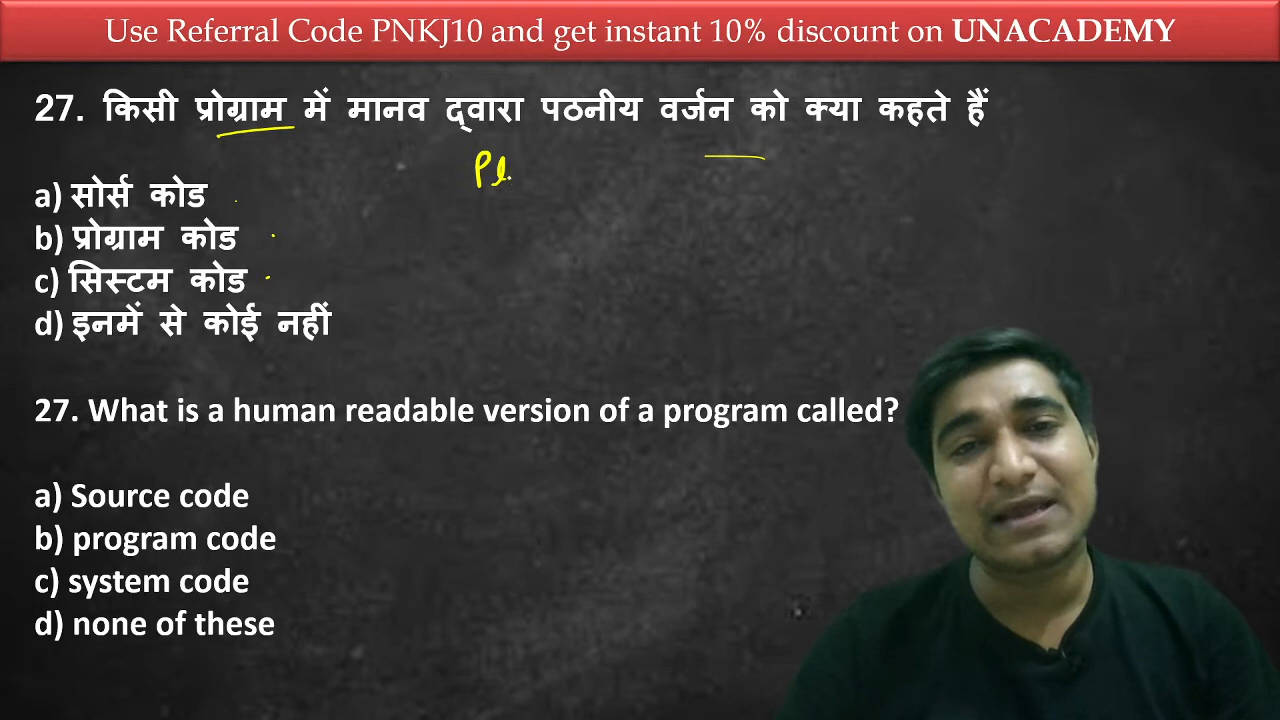 Use Referral Code PNKJ10 and get instant 10% discount on UNACADEMY
27. किसी प्रोग्राम में मानव द्वारा पठनीय वर्जन को क्या कहते हैं
a) सोर्स कोड
b) प्रोग्राम कोड
c) सिस्टम कोड
d) इनमें से कोई नहीं
27. What is a human readable version of a program called?
a) Source code
b) program code
c) system code
d) none of these